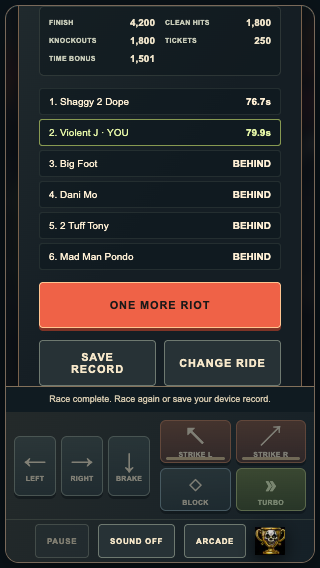 FINISH 4,200 CLEAN HITS 1,800
KNOCKOUTS 1,800 TICKETS 250
TIME BONUS 1,501
1. Shaggy 2 Dope 76.7s
2. Violent J · YOU 79.9s
3. Big Foot BEHIND
4. Dani Mo BEHIND
5. 2 Tuff Tony BEHIND
6. Mad Man Pondo BEHIND
ONE MORE RIOT
SAVE
RECORD
CHANGE RIDE
Race complete. Race again or save your device record.
LEFT RIGHT BRAKE
STRIKE L STRIKE R
BLOCK TURBO
PAUSE SOUND OFF ARCADE